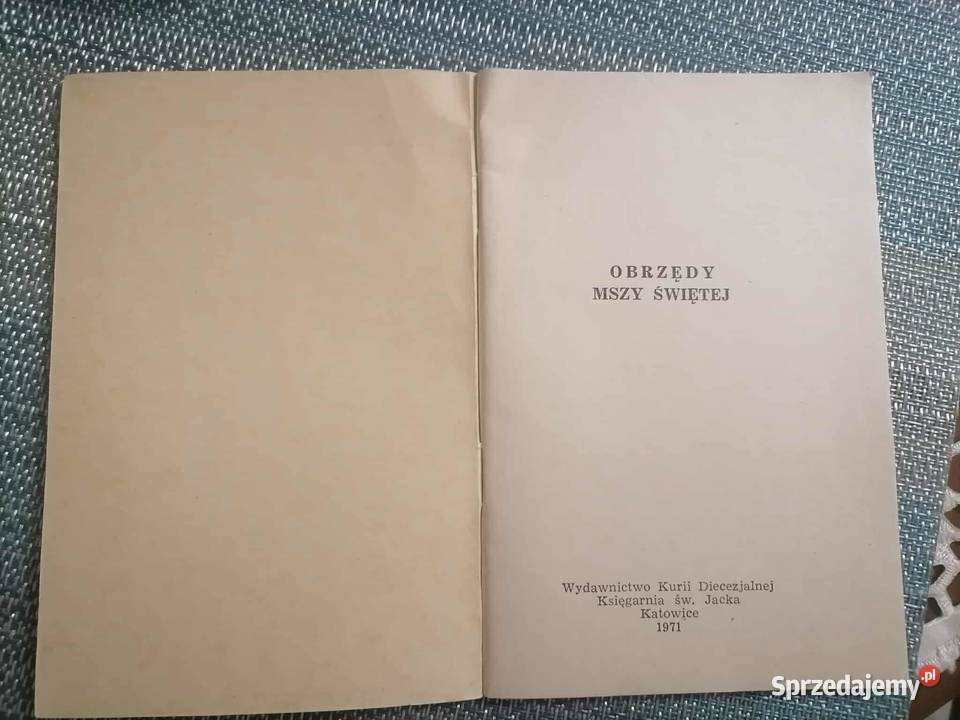 OBRZĘDY
MSZY ŚWIĘTEJ
Wydawnictwo Kurii Diecezjalnej
Księgarnia św. Jacka
Katowice
1971
Sprzedajemy.pl